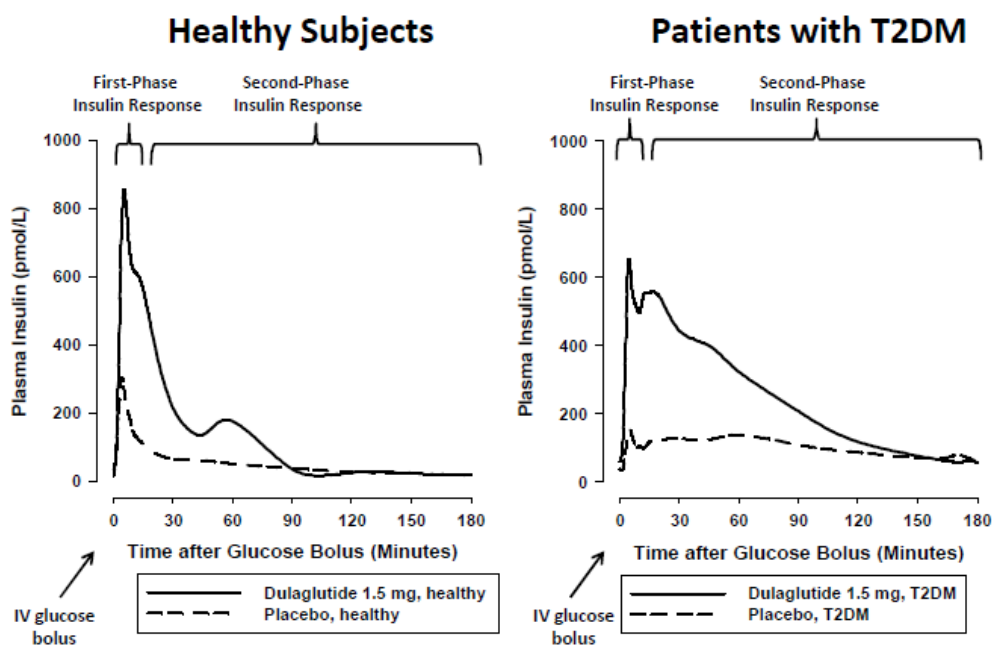 Healthy Subjects
First-Phase
Insulin Response
Second-Phase
Insulin Response
1000
800
600
400
200
0
Plasma Insulin (pmol/L)
0 30 60 90 120 150 180
Time after Glucose Bolus (Minutes)
IV glucose
bolus
Dulaglutide 1.5 mg, healthy
Placebo, healthy
Patients with T2DM
First-Phase
Insulin Response
Second-Phase
Insulin Response
1000
800
600
400
200
0
Plasma Insulin (pmol/L)
0 30 60 90 120 150 180
Time after Glucose Bolus (Minutes)
IV glucose
bolus
Dulaglutide 1.5 mg, T2DM
Placebo, T2DM